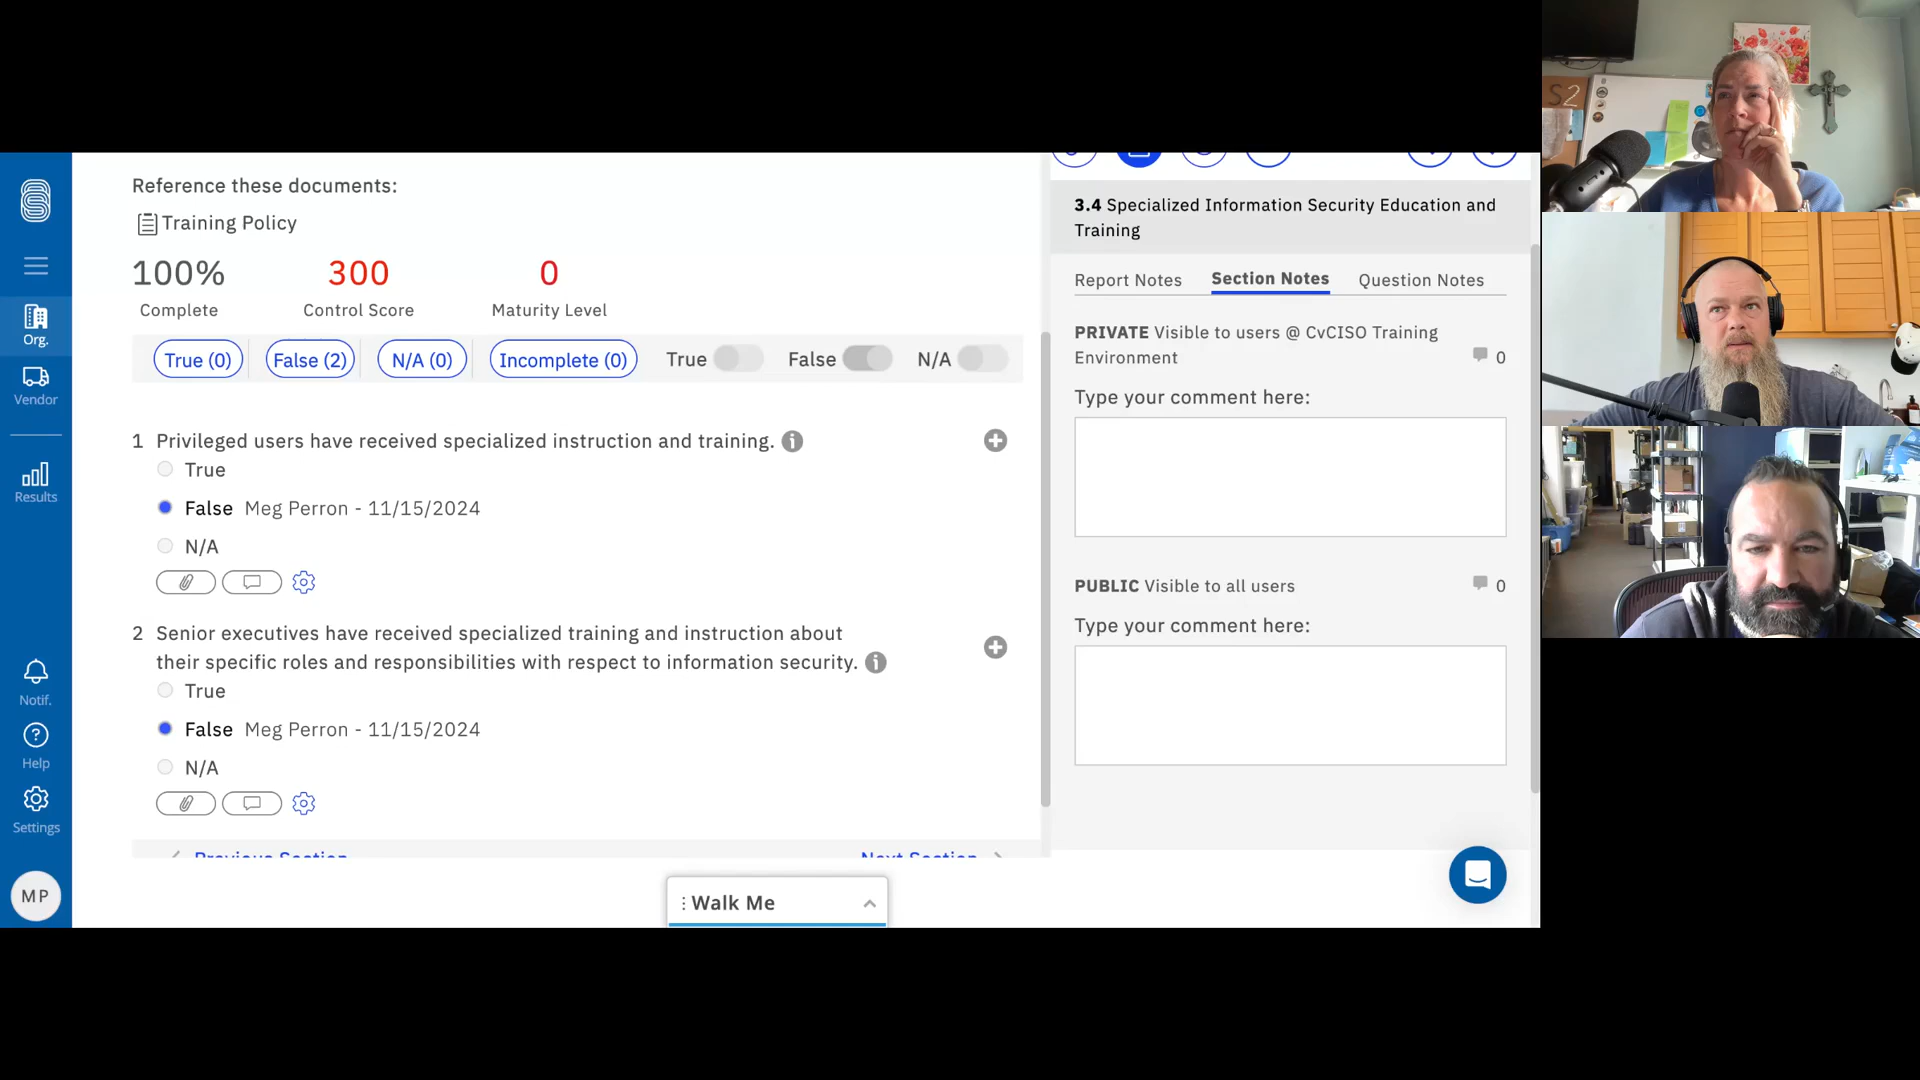 Reference these documents:
Training Policy
100%
300
0
Complete
Control Score
Maturity Level
True (0)
False (2)
N/A (0)
Incomplete (0)
True
False
N/A
1 Privileged users have received specialized instruction and training.
True
False Meg Perron - 11/15/2024
N/A
2 Senior executives have received specialized training and instruction about
their specific roles and responsibilities with respect to information security.
True
False Meg Perron - 11/15/2024
N/A
Previous Section
Next Section
Walk Me
3.4 Specialized Information Security Education and
Training
Report Notes
Section Notes
Question Notes
PRIVATE Visible to users @ CvCISO Training
Environment
0
Type your comment here:
PUBLIC Visible to all users
0
Type your comment here:
Org.
Vendor
Results
Notif.
Help
Settings
MP
S2